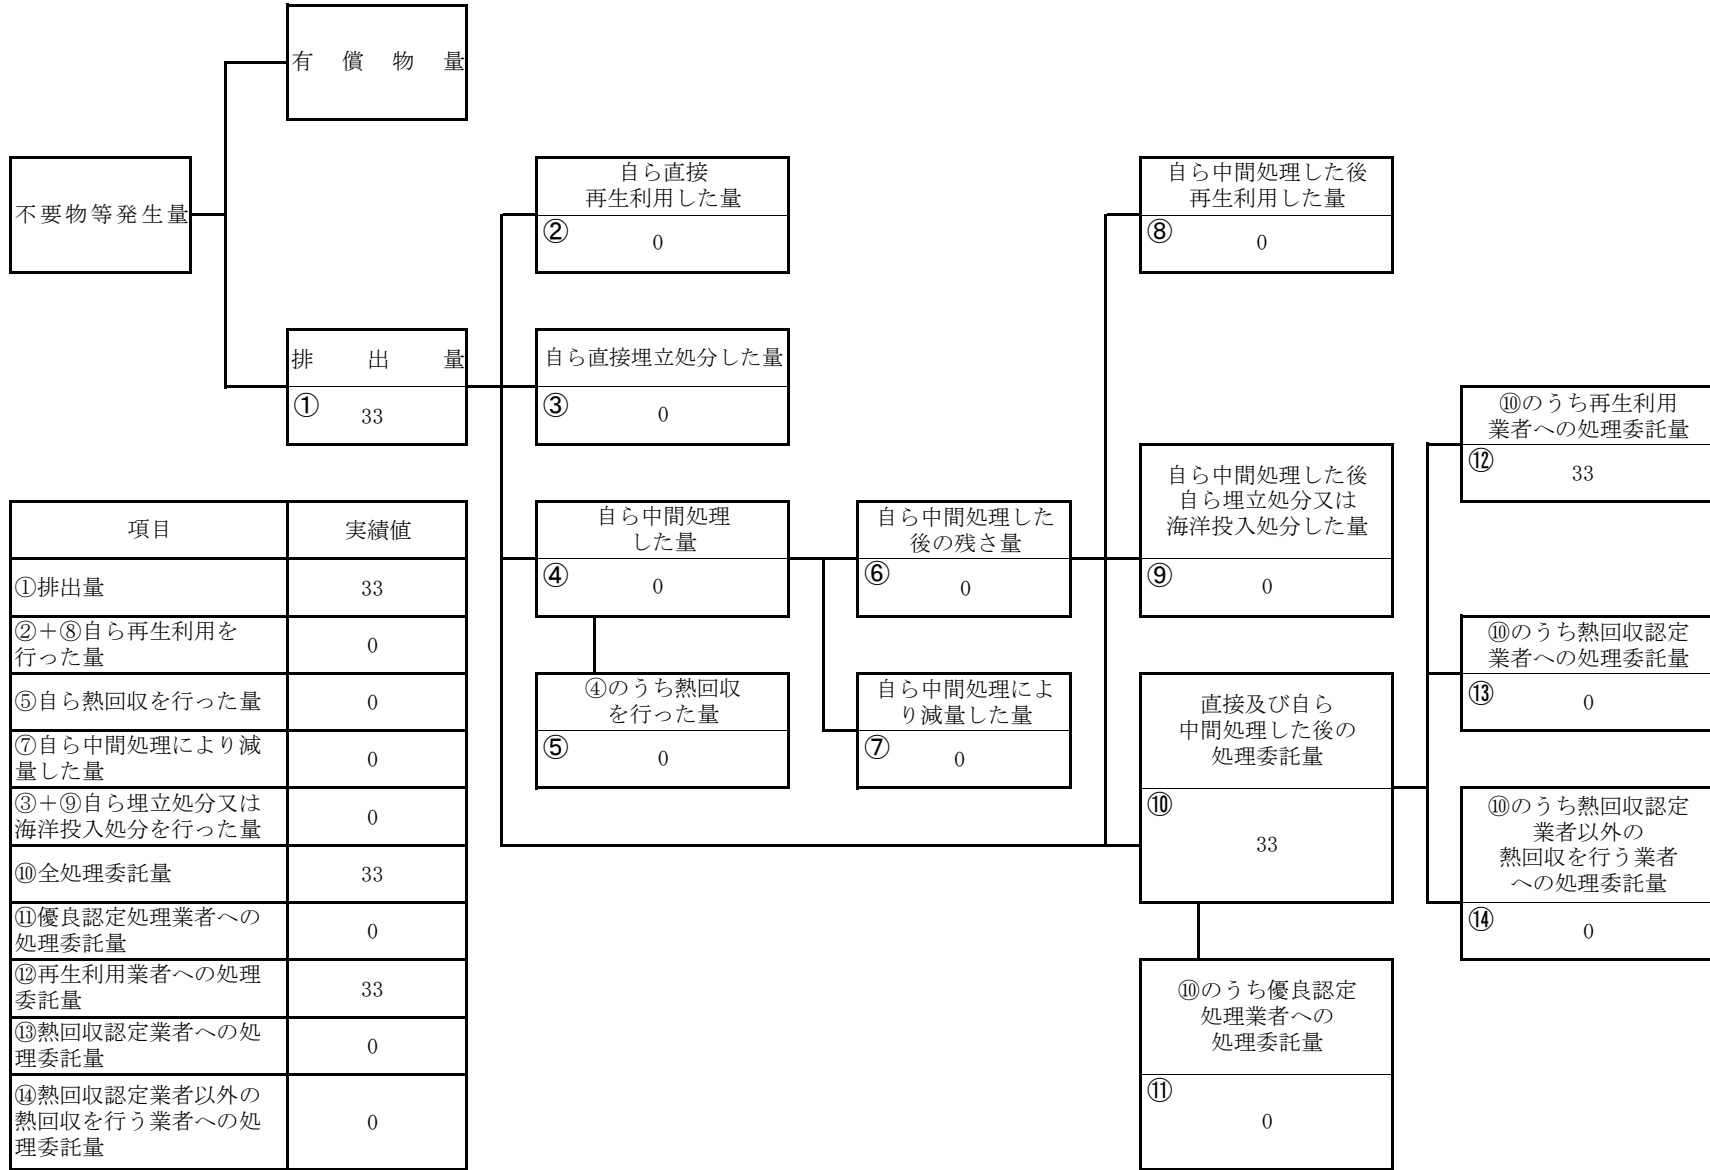 有償物量
不要物等発生量
排出量
①
33
自ら直接
再生利用した量
②
0
自ら直接埋立処分した量
③
0
自ら中間処理
した量
④
0
④のうち熱回収
を行った量
⑤
0
自ら中間処理した
後の残さ量
⑥
0
自ら中間処理によ
り減量した量
⑦
0
自ら中間処理した後
再生利用した量
⑧
0
自ら中間処理した後
自ら埋立処分又は
海洋投入処分した量
⑨
0
直接及び自ら
中間処理した後の
処理委託量
⑩
33
⑩のうち優良認定
処理業者への
処理委託量
⑪
0
⑩のうち再生利用
業者への処理委託量
⑫
33
⑩のうち熱回収認定
業者への処理委託量
⑬
0
⑩のうち熱回収認定
業者以外の
熱回収を行う業者
への処理委託量
⑭
0
項目 実績値
①排出量 33
②＋⑧自ら再生利用を
行った量 0
⑤自ら熱回収を行った量 0
⑦自ら中間処理により減
量した量 0
③＋⑨自ら埋立処分又は
海洋投入処分を行った量 0
⑩全処理委託量 33
⑪優良認定処理業者への
処理委託量 0
⑫再生利用業者への処理
委託量 33
⑬熱回収認定業者への処
理委託量 0
⑭熱回収認定業者以外の
熱回収を行う業者への処
理委託量 0